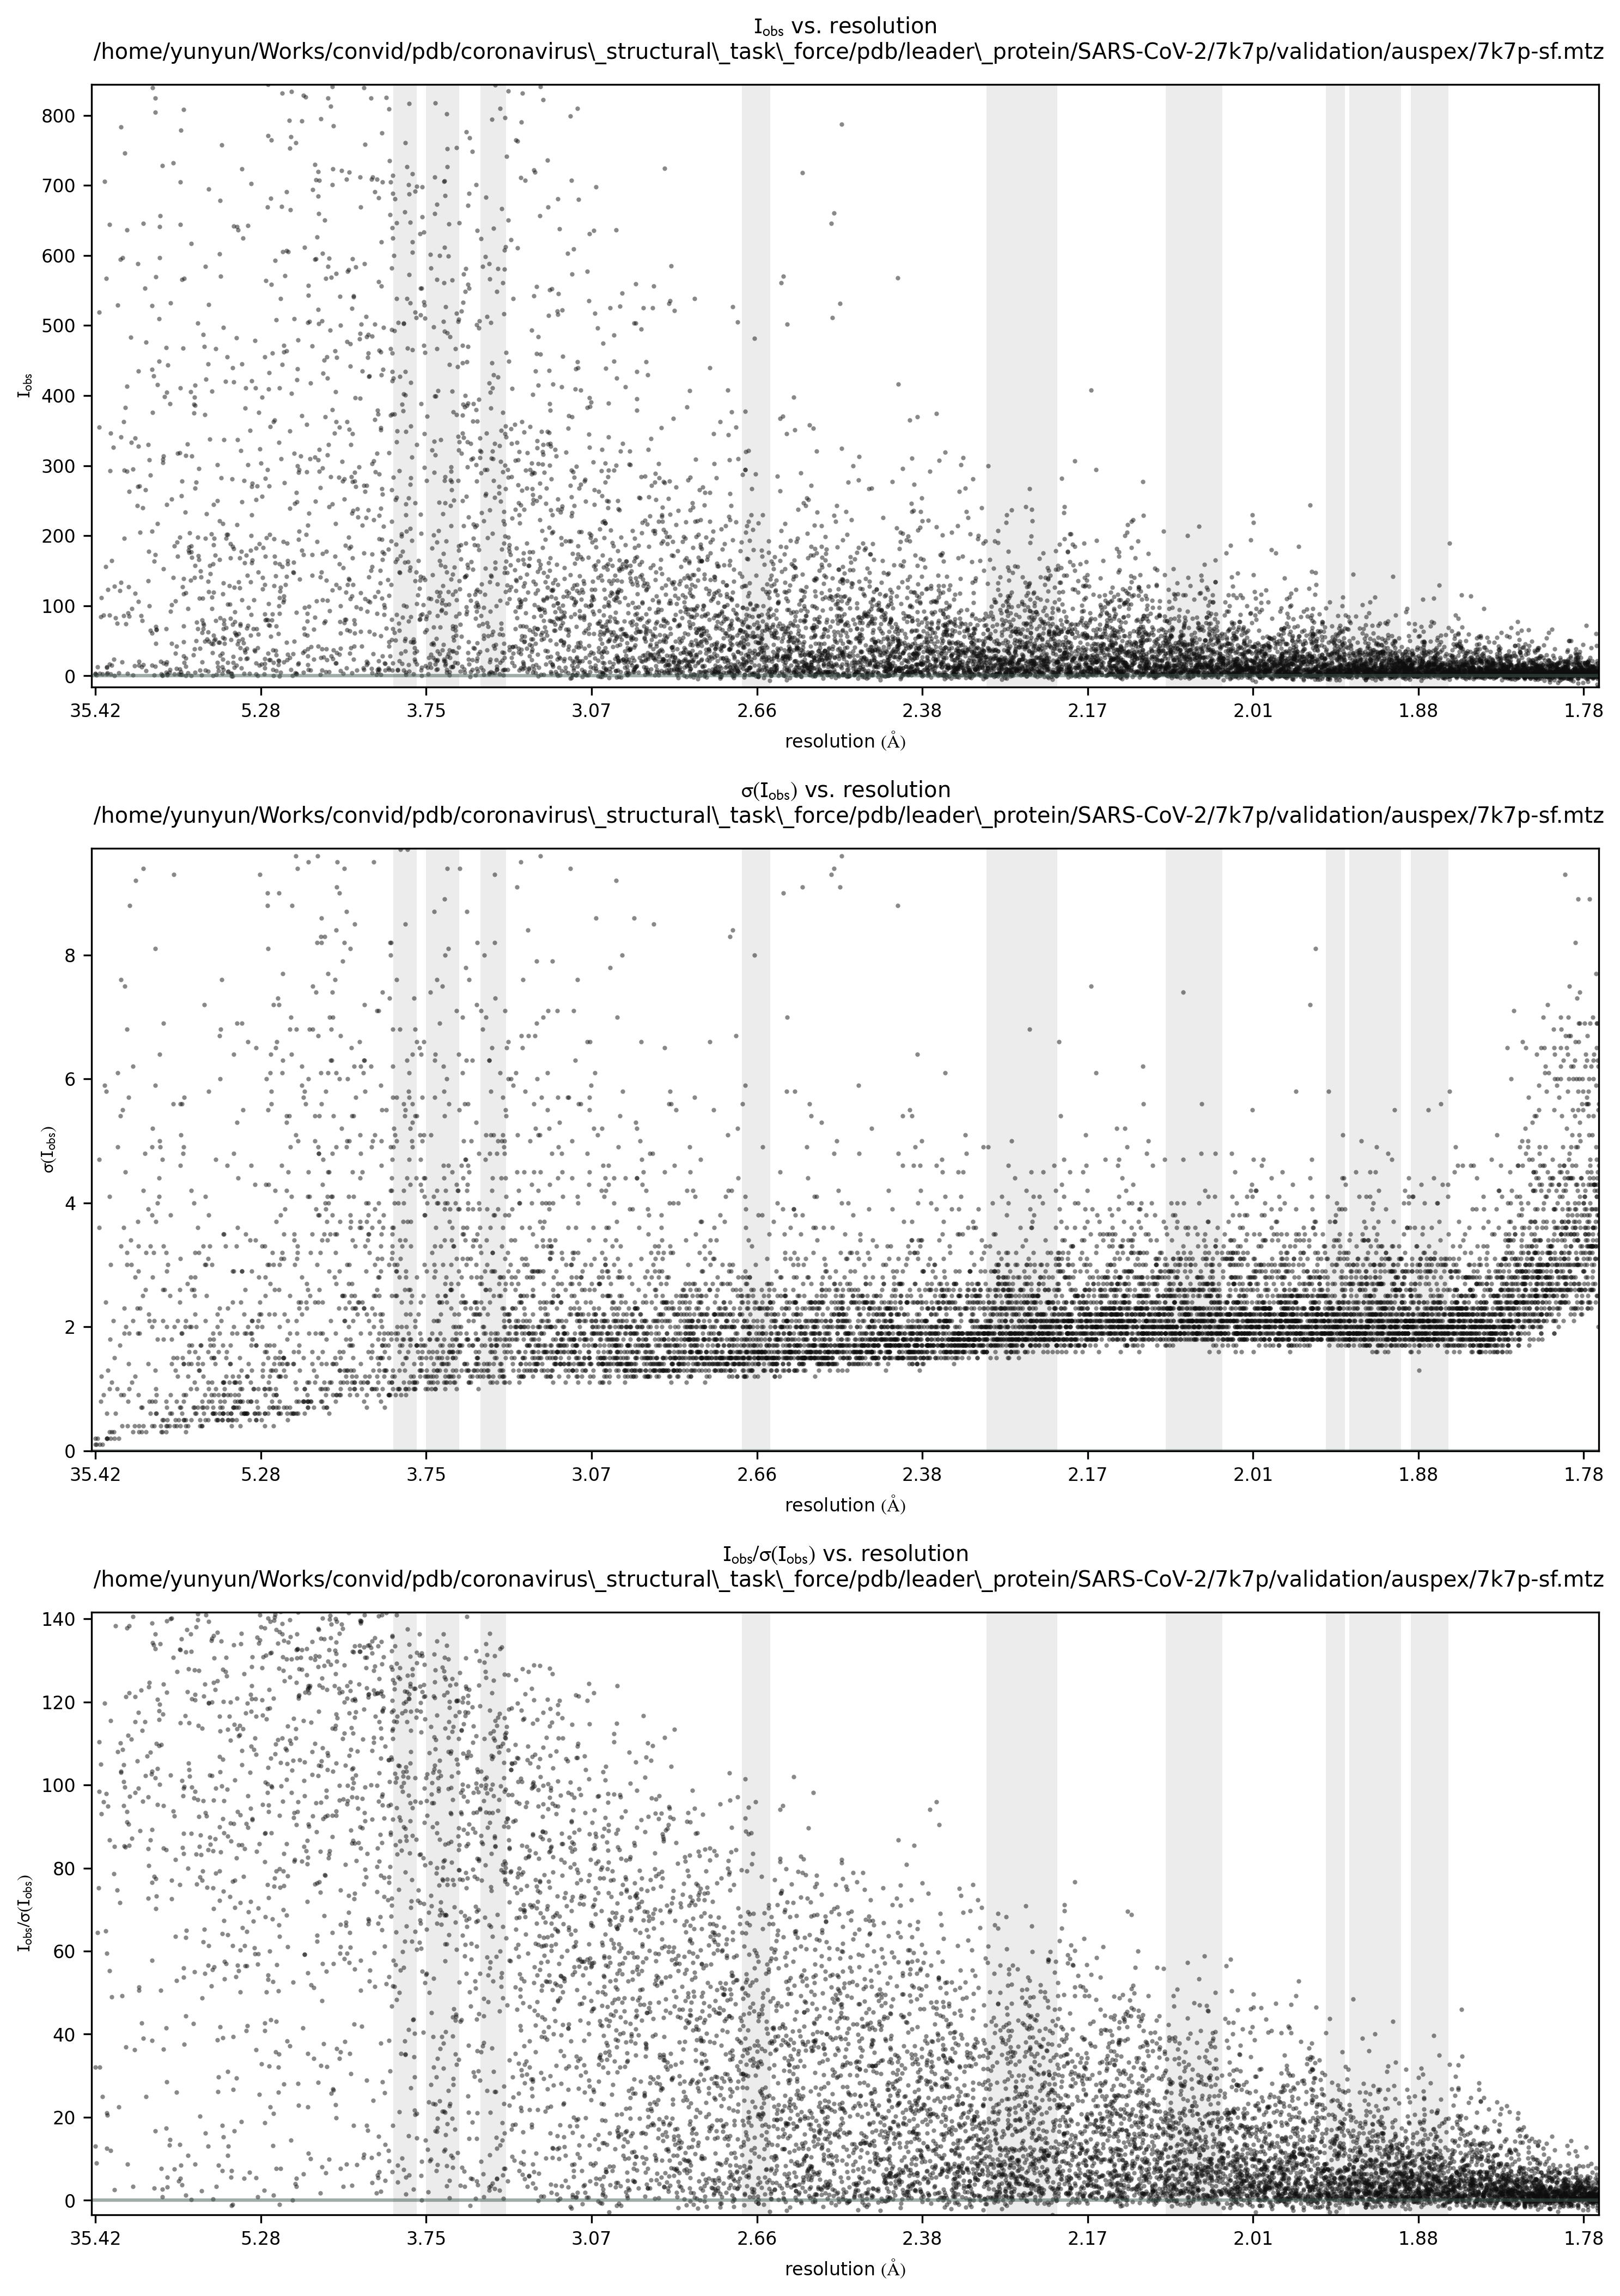 Iobs vs. resolution
/home/yunyun/Works/convid/pdb/coronavirus\_structural\_task\_force/pdb/leader\_protein/SARS-CoV-2/7k7p/validation/auspex/7k7p-sf.mtz
800
700
600
500
400
300
200
100
0
Iobs
35.42 5.28 3.75 3.07 2.66 2.38 2.17 2.01 1.88 1.78
resolution (Å)
σ(Iobs) vs. resolution
/home/yunyun/Works/convid/pdb/coronavirus\_structural\_task\_force/pdb/leader\_protein/SARS-CoV-2/7k7p/validation/auspex/7k7p-sf.mtz
8
6
4
2
0
σ(Iobs)
35.42 5.28 3.75 3.07 2.66 2.38 2.17 2.01 1.88 1.78
resolution (Å)
Iobs/σ(Iobs) vs. resolution
/home/yunyun/Works/convid/pdb/coronavirus\_structural\_task\_force/pdb/leader\_protein/SARS-CoV-2/7k7p/validation/auspex/7k7p-sf.mtz
140
120
100
80
60
40
20
0
Iobs/σ(Iobs)
35.42 5.28 3.75 3.07 2.66 2.38 2.17 2.01 1.88 1.78
resolution (Å)